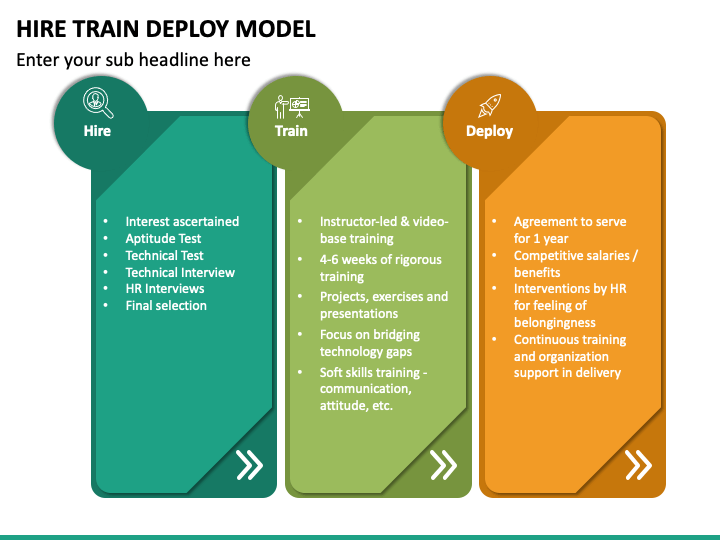 HIRE TRAIN DEPLOY MODEL
Enter your sub headline here
Hire
• Interest ascertained
• Aptitude Test
• Technical Test
• Technical Interview
• HR Interviews
• Final selection
Train
• Instructor-led & video-
base training
• 4-6 weeks of rigorous
training
• Projects, exercises and
presentations
• Focus on bridging
technology gaps
• Soft skills training -
communication,
attitude, etc.
Deploy
• Agreement to serve
for 1 year
• Competitive salaries /
benefits
• Interventions by HR
for feeling of
belongingness
• Continuous training
and organization
support in delivery